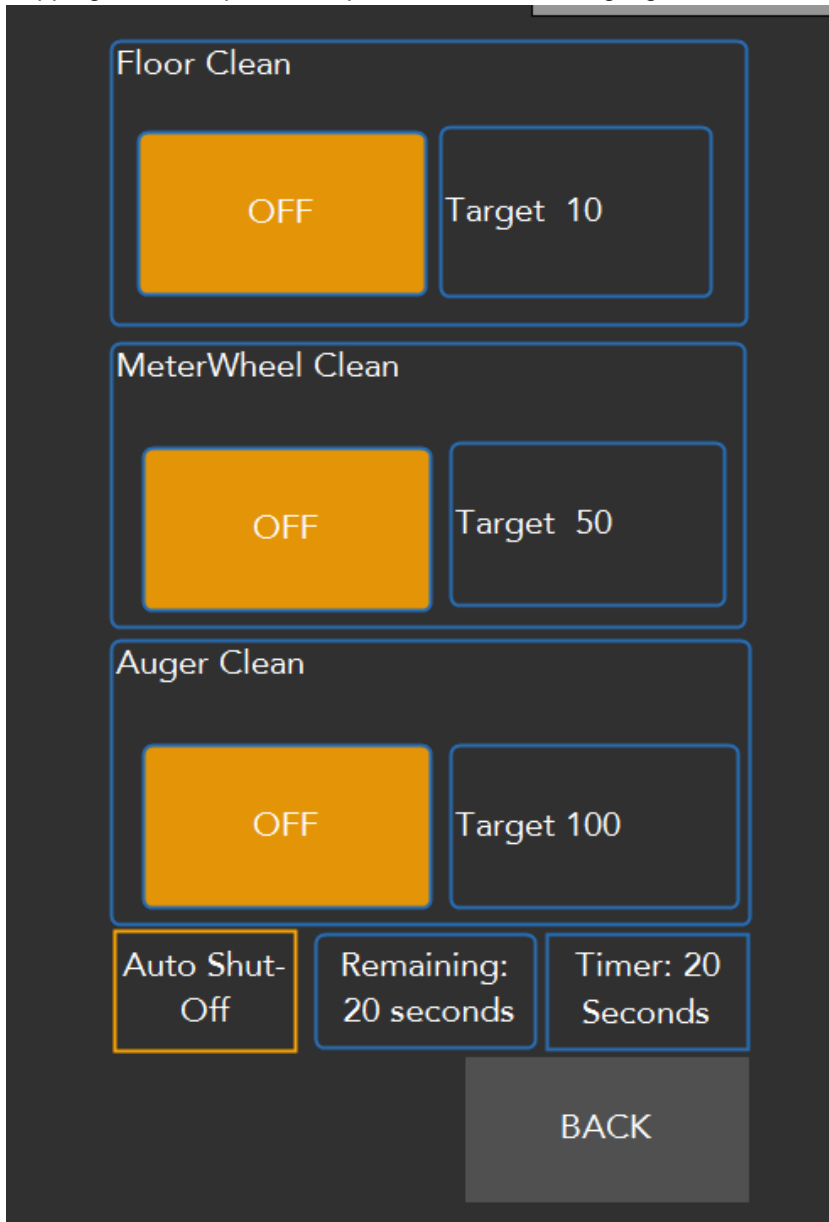 Floor Clean
OFF
Target 10
MeterWheel Clean
OFF
Target 50
Auger Clean
OFF
Target 100
Auto Shut-
Off
Remaining:
20 seconds
Timer: 20
Seconds
BACK